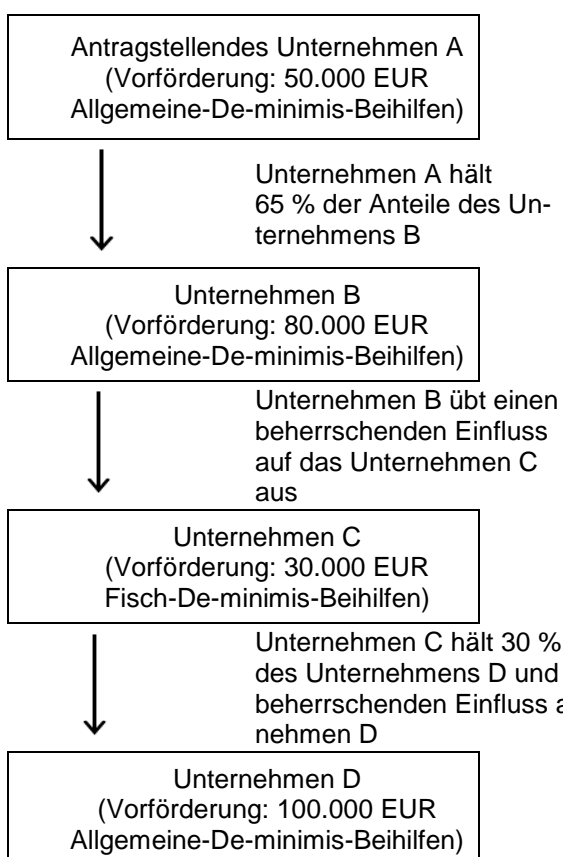 Antragstellendes Unternehmen A
(Vorförderung: 50.000 EUR
Allgemeine-De-minimis-Beihilfen)
Unternehmen A hält
65 % der Anteile des Un-
ternehmens B
Unternehmen B
(Vorförderung: 80.000 EUR
Allgemeine-De-minimis-Beihilfen)
Unternehmen B übt einen
beherrschenden Einfluss
auf das Unternehmen C
aus
Unternehmen C
(Vorförderung: 30.000 EUR
Fisch-De-minimis-Beihilfen)
Unternehmen C hält 30 %
des Unternehmens D und
beherrschenden Einfluss a
nehmen D
Unternehmen D
(Vorförderung: 100.000 EUR
Allgemeine-De-minimis-Beihilfen)